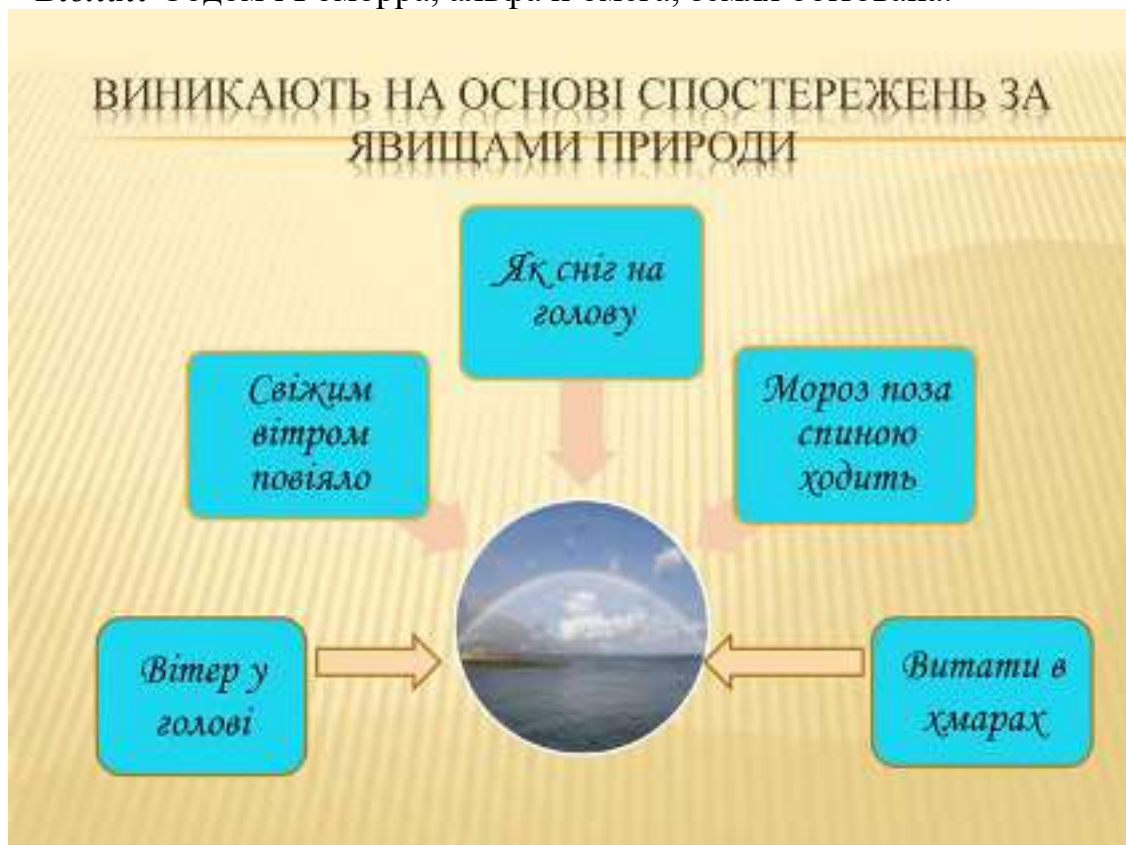 ВИНИКАЮТЬ НА ОСНОВІ СПОСТЕРЕЖЕНЬ ЗА
ЯВИЩАМИ ПРИРОДИ
Як сніг на
голову
Свіжим
вітром
повіяло
Мороз поза
спиною
ходить
Вітер у
голові
Витати в
хмарах